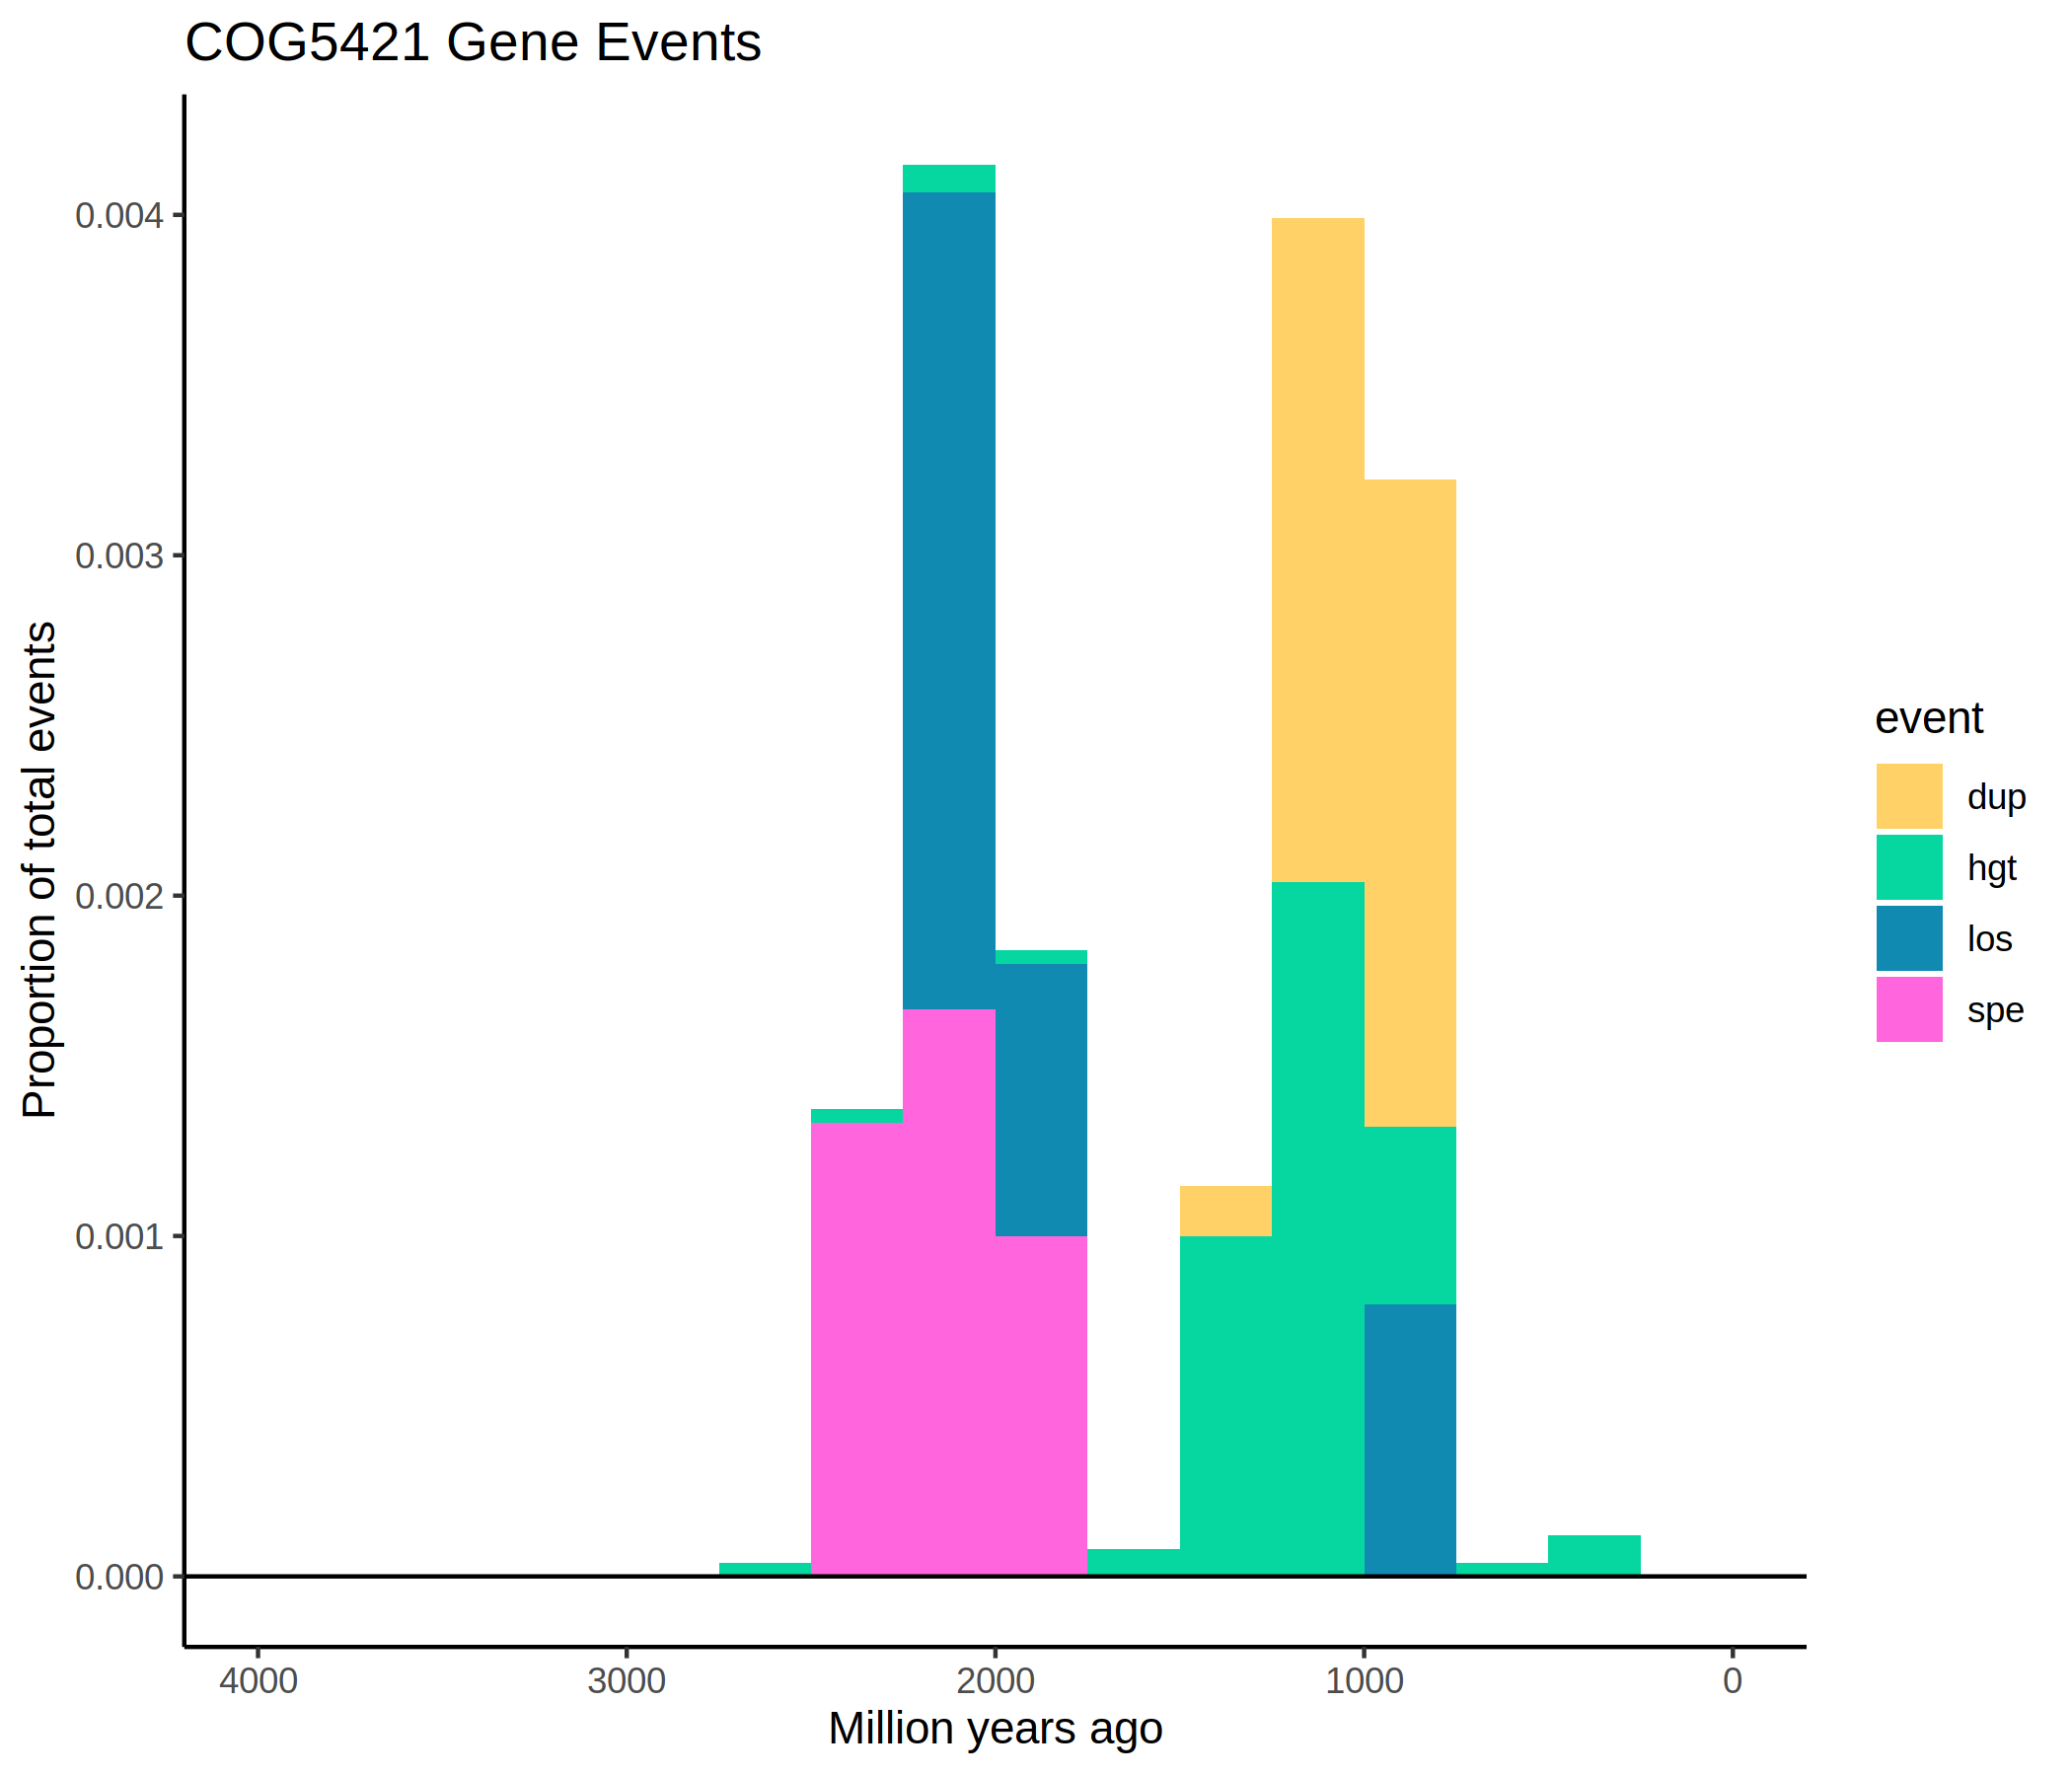 COG5421 Gene Events
Proportion of total events
0.004
0.003
0.002
0.001
0.000
4000 3000 2000 1000 0
Million years ago
event
dup
hgt
los
spe